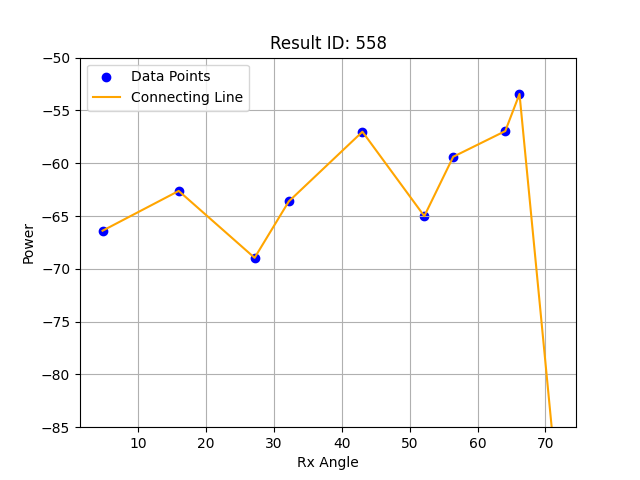 Result ID: 558
Data Points
Connecting Line
Power
−50
−55
−60
−65
−70
−75
−80
−85
10 20 30 40 50 60 70
Rx Angle